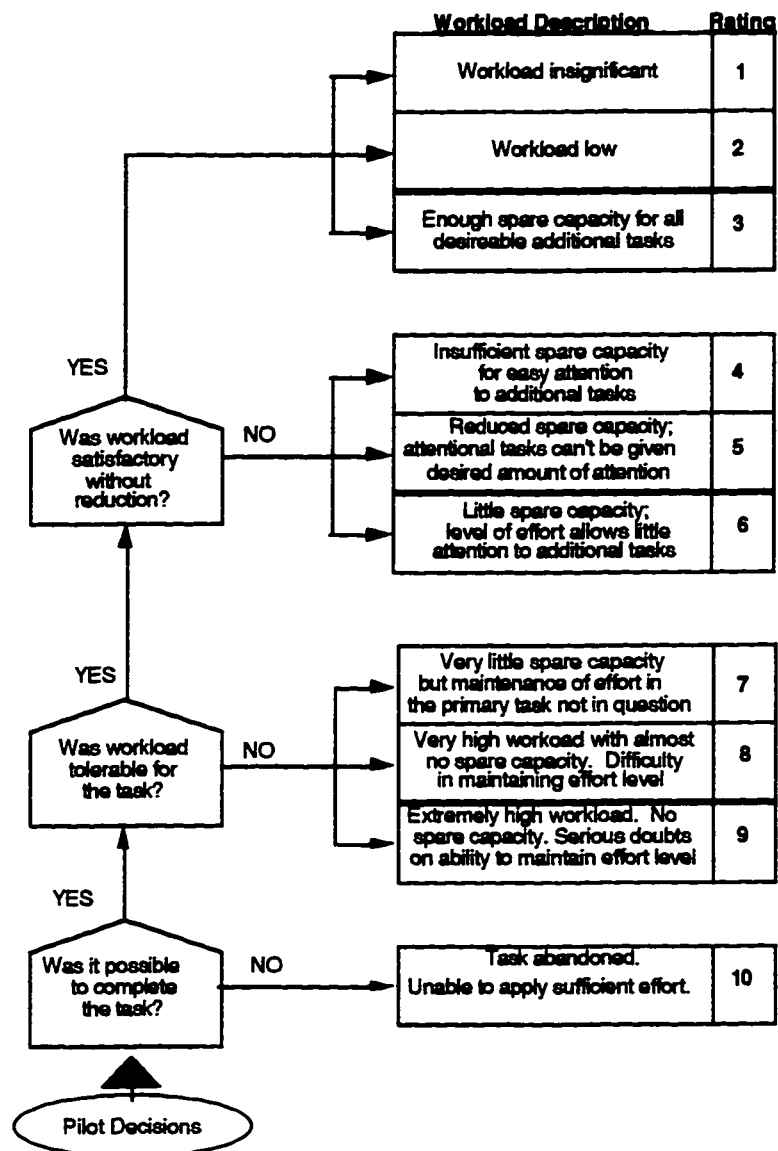 Workload Description Rating
Workload insignificant 1
Workload low 2
Enough spare capacity for all
desireable additional tasks 3
YES
Insufficient spare capacity
for easy attention
to additional tasks 4
Was workload
satisfactory
without
reduction?
NO
Reduced spare capacity;
attentional tasks can't be given
desired amount of attention 5
Little spare capacity;
level of effort allows little
attention to additional tasks 6
YES
Very little spare capacity
but maintenance of effort in
the primary task not in question 7
Was workload
tolerable for
the task?
NO
Very high workoad with almost
no spare capacity. Difficulty
in maintaining effort level 8
Extremely high workload. No
spare capacity. Serious doubts
on ability to maintain effort level 9
YES
Was it possible
to complete
the task?
NO
Task abandoned.
Unable to apply sufficient effort. 10
Pilot Decisions